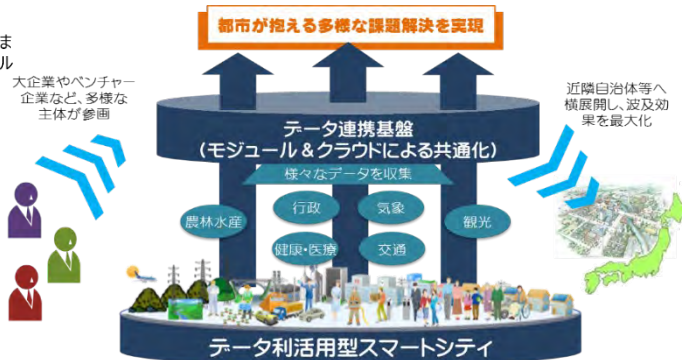 都市が抱える多様な課題解決を実現
ま
ル
大企業やベンチャー
企業など、多様な
主体が参画
近隣自治体等へ
横展開し、波及効
果を最大化
データ連携基盤
(モジュール&クラウドによる共通化)
様々なデータを収集
農林水産
行政
気象
観光
健康・医療
交通
データ利活用型スマートシティ